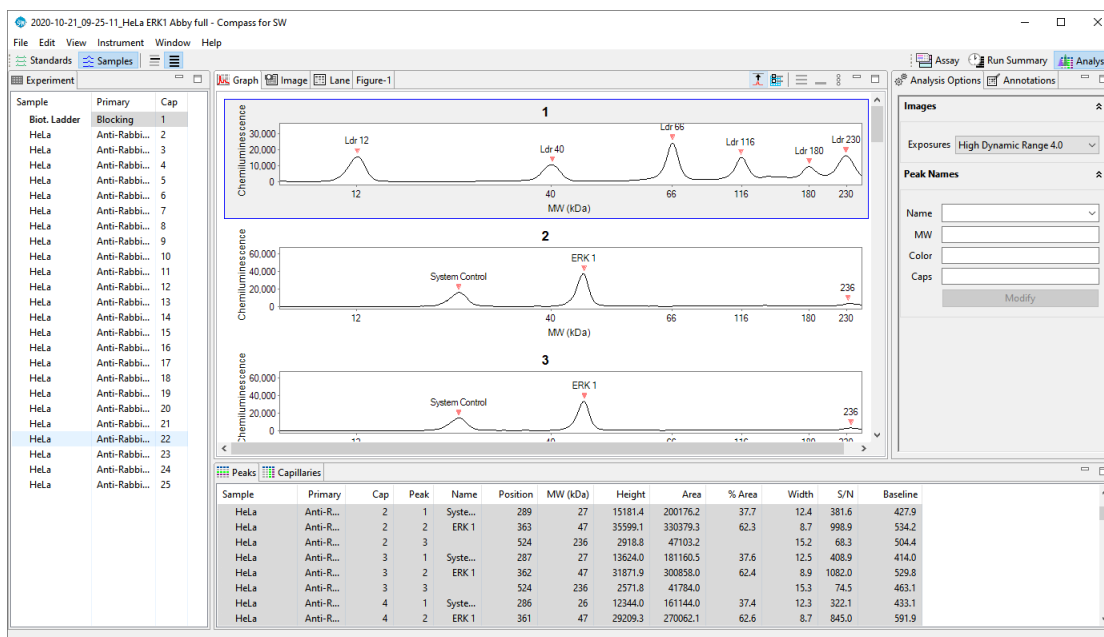 2020-10-21_09-25-11_HeLa ERK1 Abby full - Compass for SW
File Edit View Instrument Window Help
Standards Samples Assay Run Summary Analys
Experiment
Sample Primary Cap
Biot. Ladder Blocking 1
HeLa Anti-Rabbi... 2
HeLa Anti-Rabbi... 3
HeLa Anti-Rabbi... 4
HeLa Anti-Rabbi... 5
HeLa Anti-Rabbi... 6
HeLa Anti-Rabbi... 7
HeLa Anti-Rabbi... 8
HeLa Anti-Rabbi... 9
HeLa Anti-Rabbi... 10
HeLa Anti-Rabbi... 11
HeLa Anti-Rabbi... 12
HeLa Anti-Rabbi... 13
HeLa Anti-Rabbi... 14
HeLa Anti-Rabbi... 15
HeLa Anti-Rabbi... 16
HeLa Anti-Rabbi... 17
HeLa Anti-Rabbi... 18
HeLa Anti-Rabbi... 19
HeLa Anti-Rabbi... 20
HeLa Anti-Rabbi... 21
HeLa Anti-Rabbi... 22
HeLa Anti-Rabbi... 23
HeLa Anti-Rabbi... 24
HeLa Anti-Rabbi... 25
Graph Image Lane Figure-1
1
Chemiluminescence
30,000
20,000
10,000
0
Ldr 12 Ldr 40 Ldr 66 Ldr 116 Ldr 180 Ldr 230
12 40 66 116 180 230
MW (kDa)
2
Chemiluminescence
60,000
40,000
20,000
0
System Control ERK 1 236
12 40 66 116 180 230
MW (kDa)
3
Chemiluminescence
60,000
40,000
20,000
0
System Control ERK 1 236
12 40 66 116 180 230
Analysis Options Annotations
Images
Exposures High Dynamic Range 4.0
Peak Names
Name
MW
Color
Caps
Modify
Peaks Capillaries
Sample Primary Cap Peak Name Position MW (kDa) Height Area % Area Width S/N Baseline
HeLa Anti-R... 2 1 Syste... 289 27 15181.4 200176.2 37.7 12.4 381.6 427.9
HeLa Anti-R... 2 2 ERK 1 363 47 35599.1 330379.3 62.3 8.7 998.9 534.2
HeLa Anti-R... 2 3 524 236 2918.8 47103.2 15.2 68.3 504.4
HeLa Anti-R... 3 1 Syste... 287 27 13624.0 181160.5 37.6 12.5 408.9 414.0
HeLa Anti-R... 3 2 ERK 1 362 47 31871.9 300858.0 62.4 8.9 1082.0 529.8
HeLa Anti-R... 3 3 524 236 2571.8 41784.0 15.3 74.5 463.1
HeLa Anti-R... 4 1 Syste... 286 26 12344.0 161144.0 37.4 12.3 322.1 433.1
HeLa Anti-R... 4 2 ERK 1 361 47 29209.3 270062.1 62.6 8.7 845.0 591.9